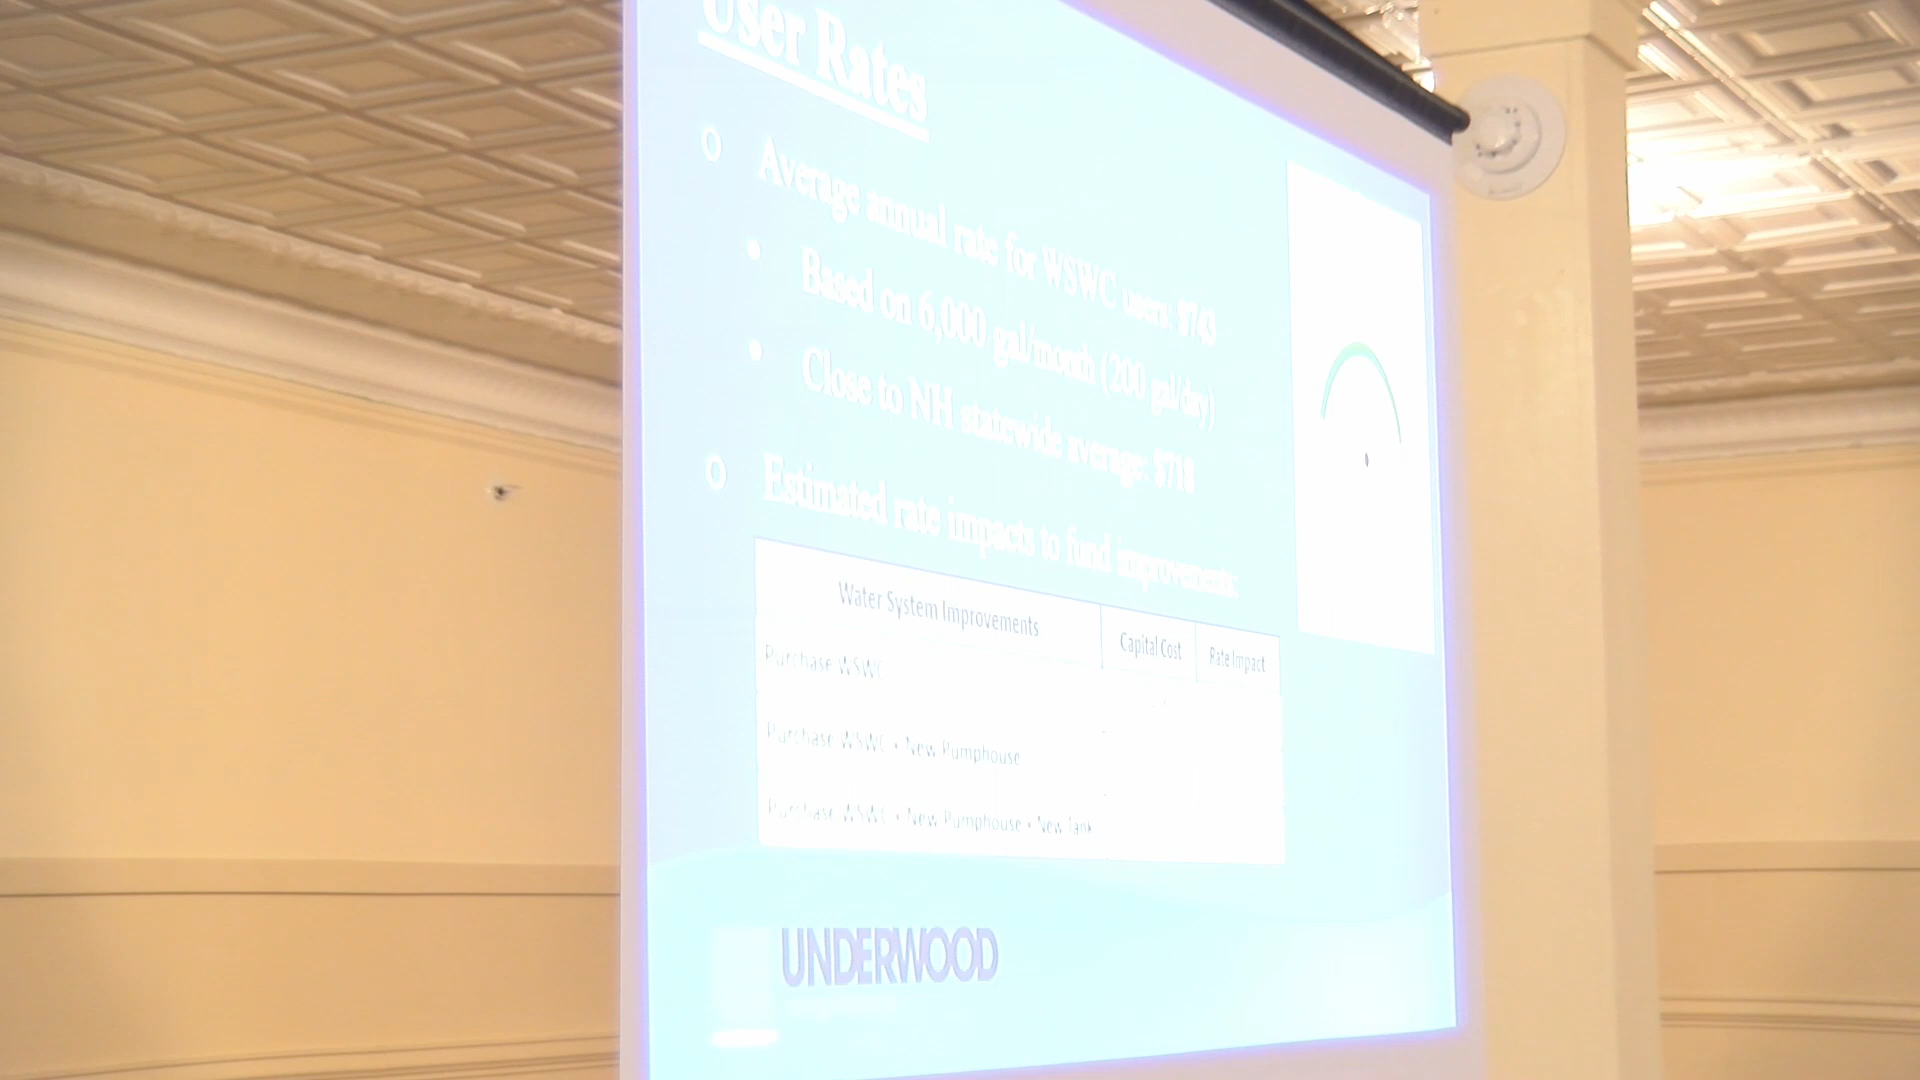 User Rates
Average annual rate for WSWC users: $743
Based on 6,000 gal/month (200 gal/day)
Close to NH statewide average: $718
Estimated rate impacts to fund improvements:
Water System Improvements Capital Cost Rate Impact
Purchase WSWC
Purchase WSWC + New Pumphouse
Purchase WSWC + New Pumphouse + New Tank
UNDERWOOD